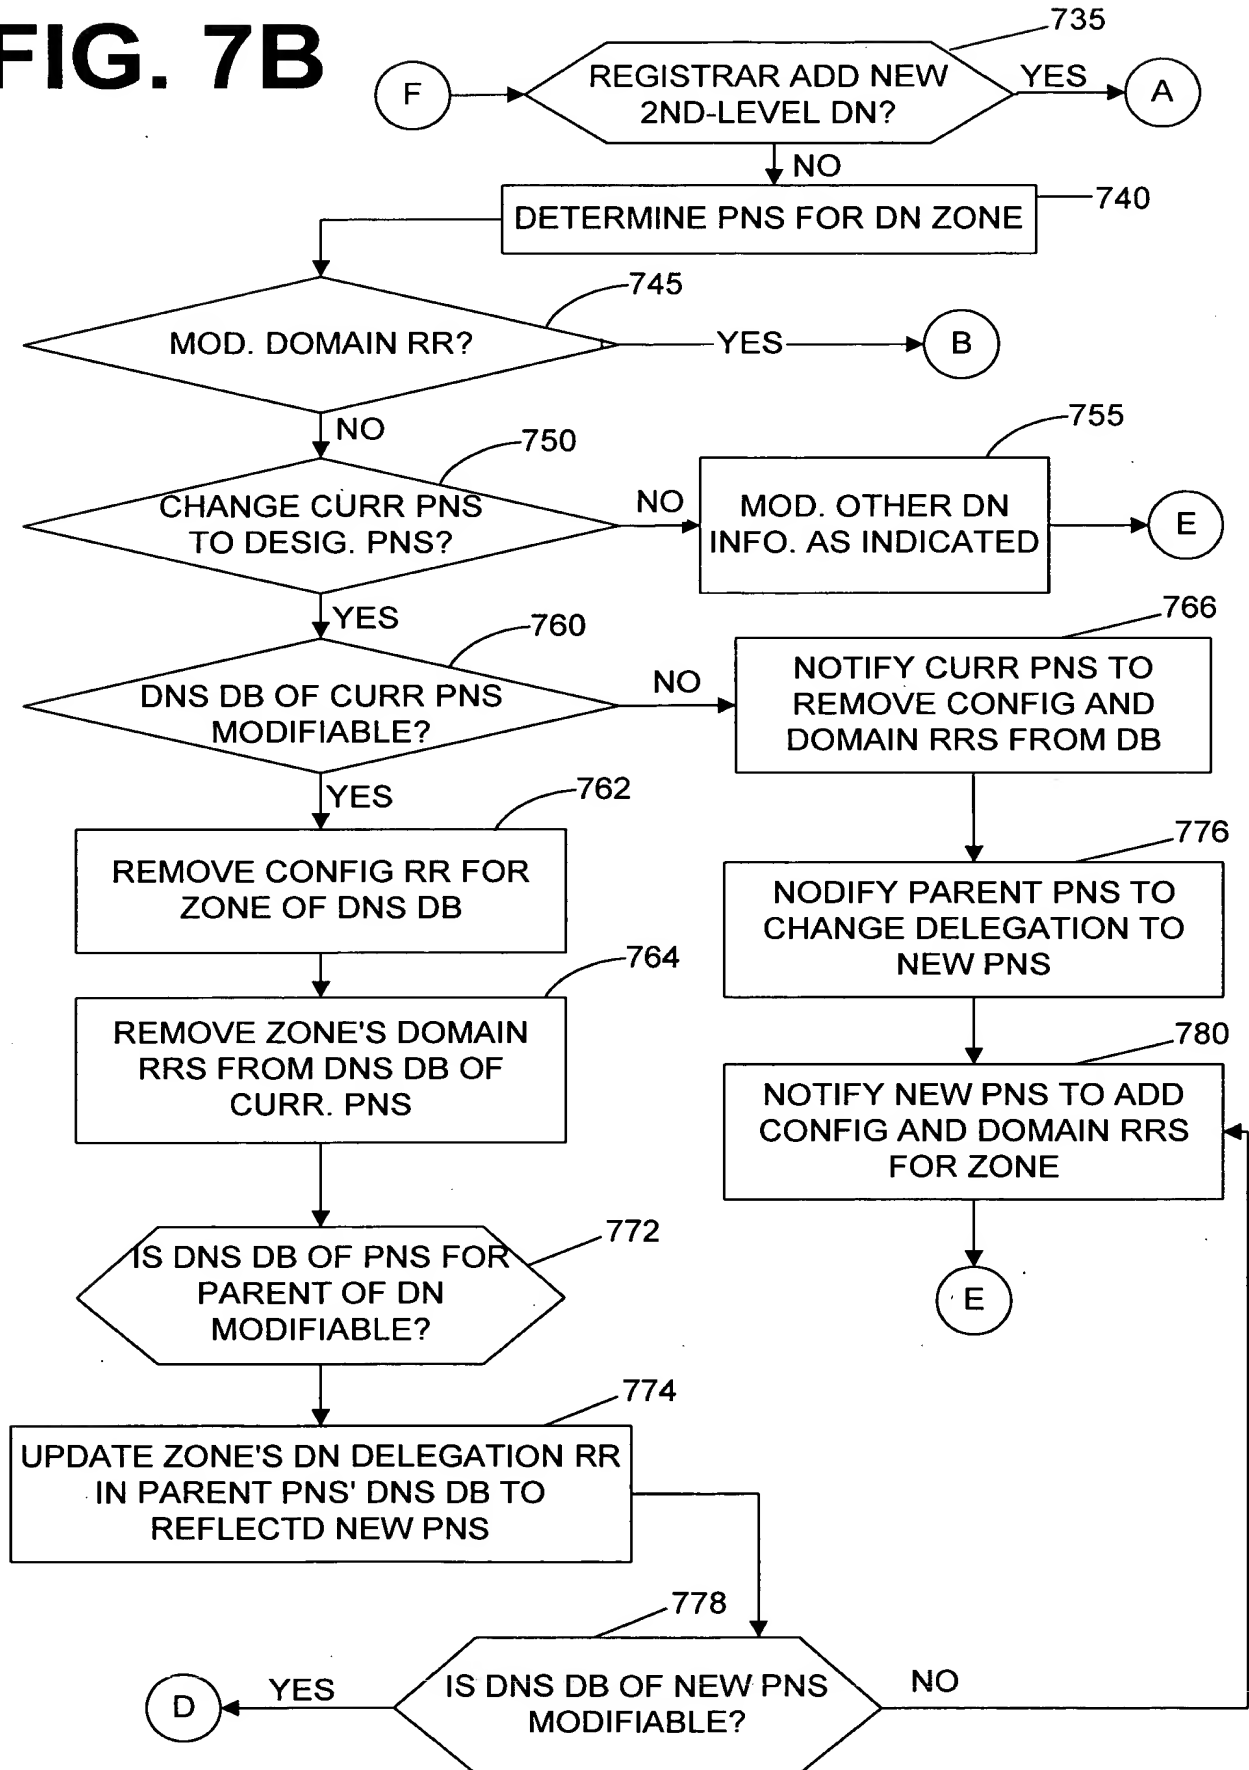 FIG. 7B
735
F
REGISTRAR ADD NEW
2ND-LEVEL DN?
YES
A
NO
DETERMINE PNS FOR DN ZONE
740
745
MOD. DOMAIN RR?
YES
B
NO
750
CHANGE CURR PNS
TO DESIG. PNS?
NO
755
MOD. OTHER DN
INFO. AS INDICATED
E
YES
760
DNS DB OF CURR PNS
MODIFIABLE?
NO
766
NOTIFY CURR PNS TO
REMOVE CONFIG AND
DOMAIN RRS FROM DB
YES
762
REMOVE CONFIG RR FOR
ZONE OF DNS DB
776
NODIFY PARENT PNS TO
CHANGE DELEGATION TO
NEW PNS
764
REMOVE ZONE'S DOMAIN
RRS FROM DNS DB OF
CURR. PNS
780
NOTIFY NEW PNS TO ADD
CONFIG AND DOMAIN RRS
FOR ZONE
772
IS DNS DB OF PNS FOR
PARENT OF DN
MODIFIABLE?
E
774
UPDATE ZONE'S DN DELEGATION RR
IN PARENT PNS' DNS DB TO
REFLECTD NEW PNS
778
D
YES
IS DNS DB OF NEW PNS
MODIFIABLE?
NO